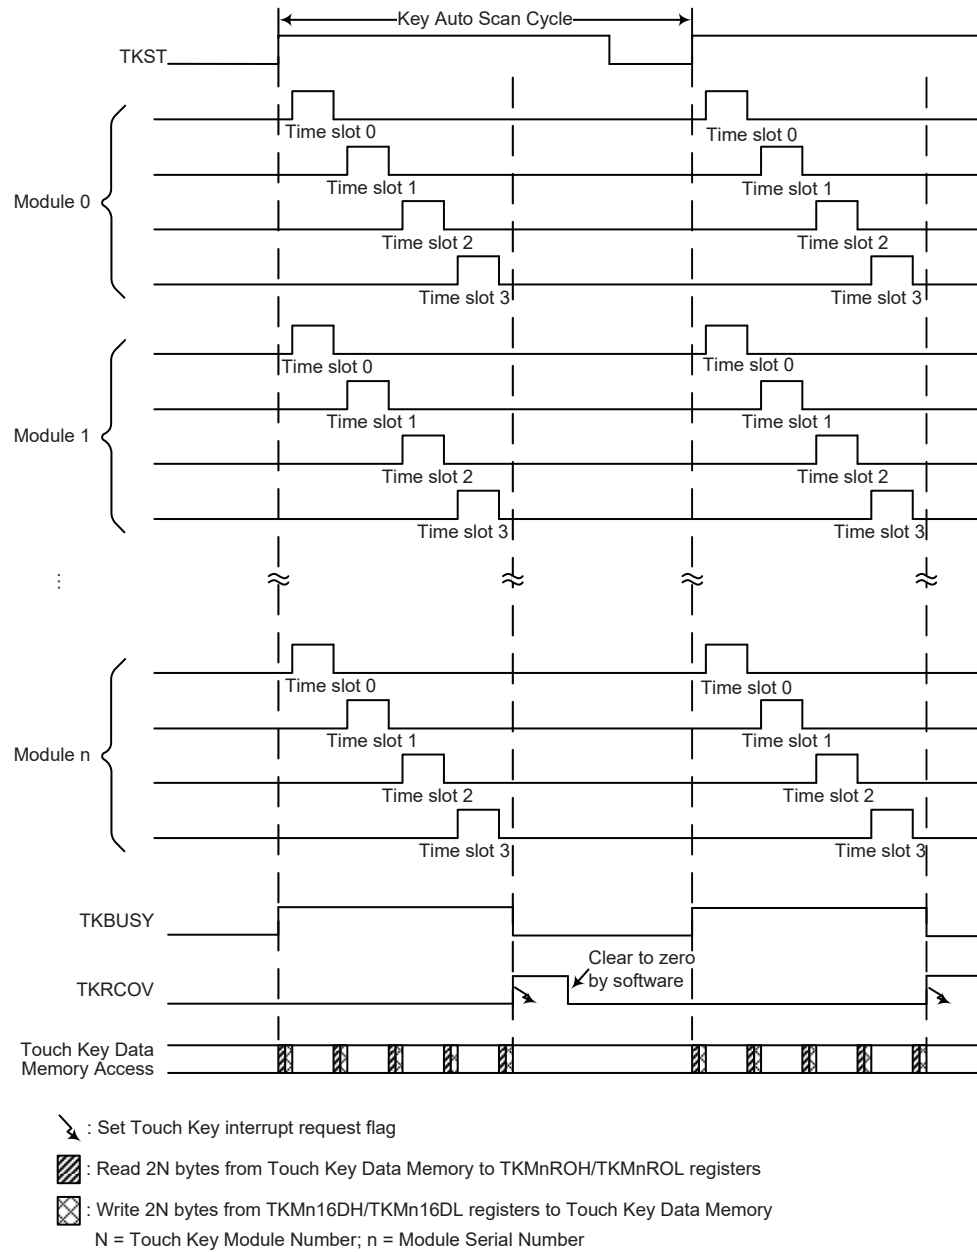 Key Auto Scan Cycle
TKST
Time slot 0
Time slot 0
Time slot 1
Time slot 1
Module 0
Time slot 2
Time slot 2
Time slot 3
Time slot 3
Time slot 0
Time slot 0
Time slot 1
Time slot 1
Module 1
Time slot 2
Time slot 2
Time slot 3
Time slot 3
...
Time slot 0
Time slot 0
Time slot 1
Time slot 1
Module n
Time slot 2
Time slot 2
Time slot 3
Time slot 3
TKBUSY
Clear to zero
by software
TKRCOV
Touch Key Data
Memory Access
: Set Touch Key interrupt request flag
: Read 2N bytes from Touch Key Data Memory to TKMnROH/TKMnROL registers
: Write 2N bytes from TKMn16DH/TKMn16DL registers to Touch Key Data Memory
N = Touch Key Module Number; n = Module Serial Number